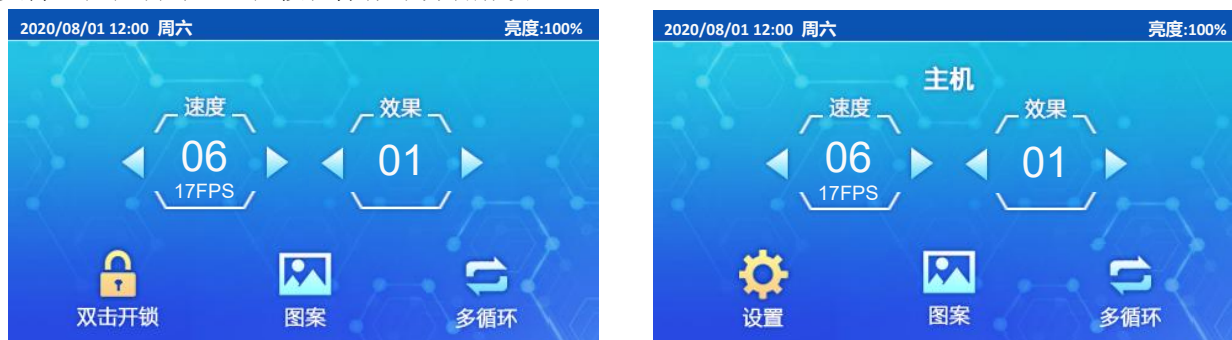 2020/08/01 12:00 周六 亮度:100%
速度 效果
06 01
17FPS
双击开锁 图案 多循环
2020/08/01 12:00 周六 亮度:100%
主机
速度 效果
06 01
17FPS
设置 图案 多循环